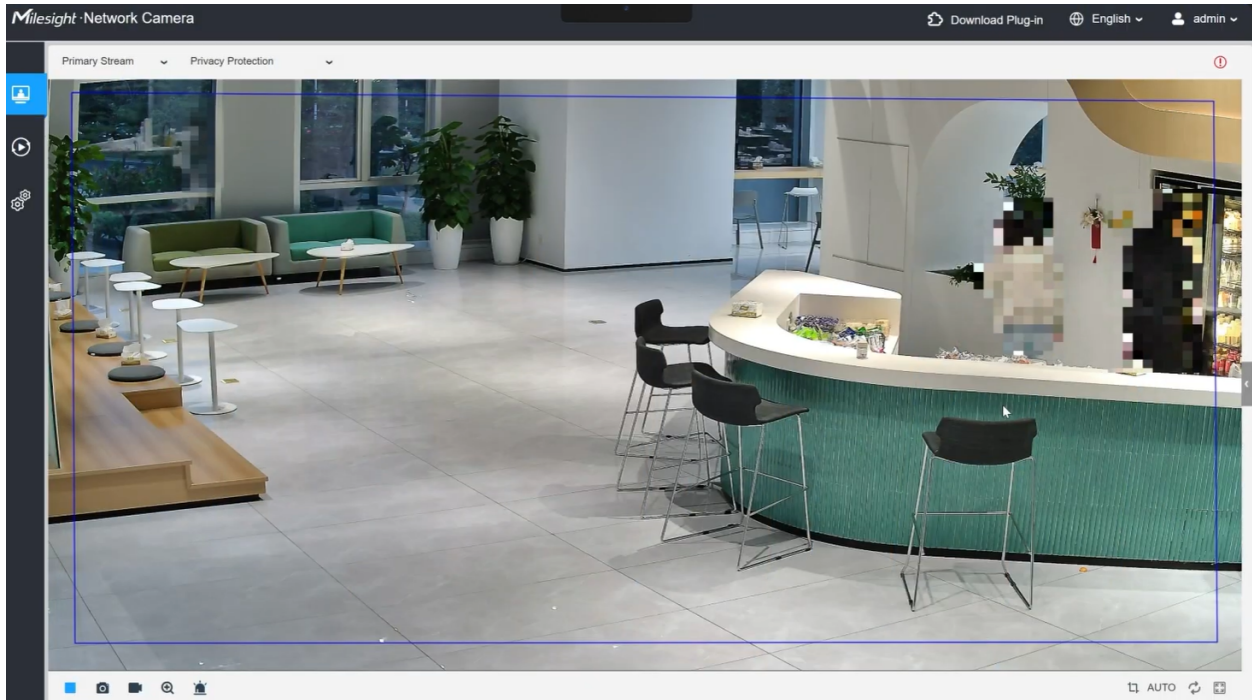 Milesight·Network Camera
Download Plug-in
English
admin
Primary Stream
Privacy Protection
AUTO